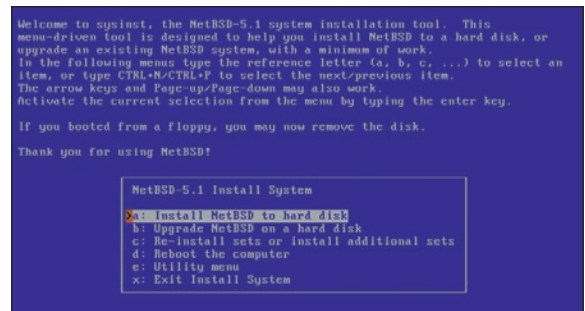 Welcome to sysinst, the NetBSD-5.1 system installation tool.  This
menu-driven tool is designed to help you install NetBSD to a hard disk, or
upgrade an existing NetBSD system, with a minimum of work.
In the following menus type the reference letter (a, b, c, ...) to select an
item, or type CTRL+N/CTRL+P to select the next/previous item.
The arrow keys and Page-up/Page-down may also work.
Activate the current selection from the menu by typing the enter key.
If you booted from a floppy, you may now remove the disk.
Thank you for using NetBSD!
NetBSD-5.1 Install System
>a: Install NetBSD to hard disk
b: Upgrade NetBSD on a hard disk
c: Re-install sets or install additional sets
d: Reboot the computer
e: Utility menu
x: Exit Install System